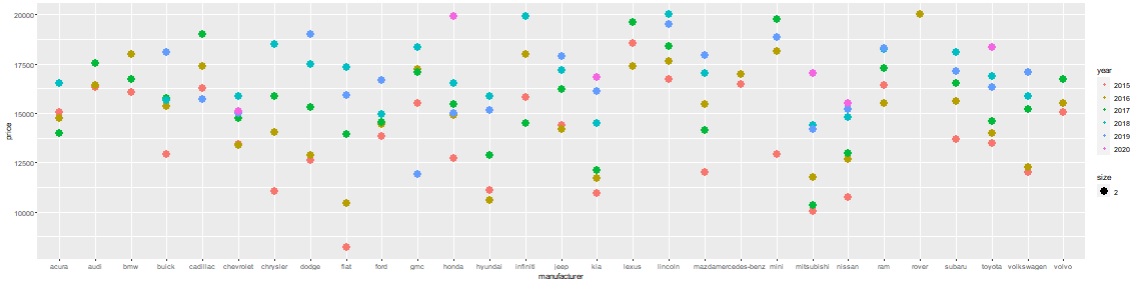 20000
17500
15000
12500
10000
price
acura audi bmw buick cadillac chevrolet chrysler dodge fiat ford gmc honda hyundai infiniti jeep kia lexus lincoln mazdamercedes-benz mini mitsubishi nissan ram rover subaru toyota volkswagen volvo
manufacturer
year
2015
2016
2017
2018
2019
2020
size
2